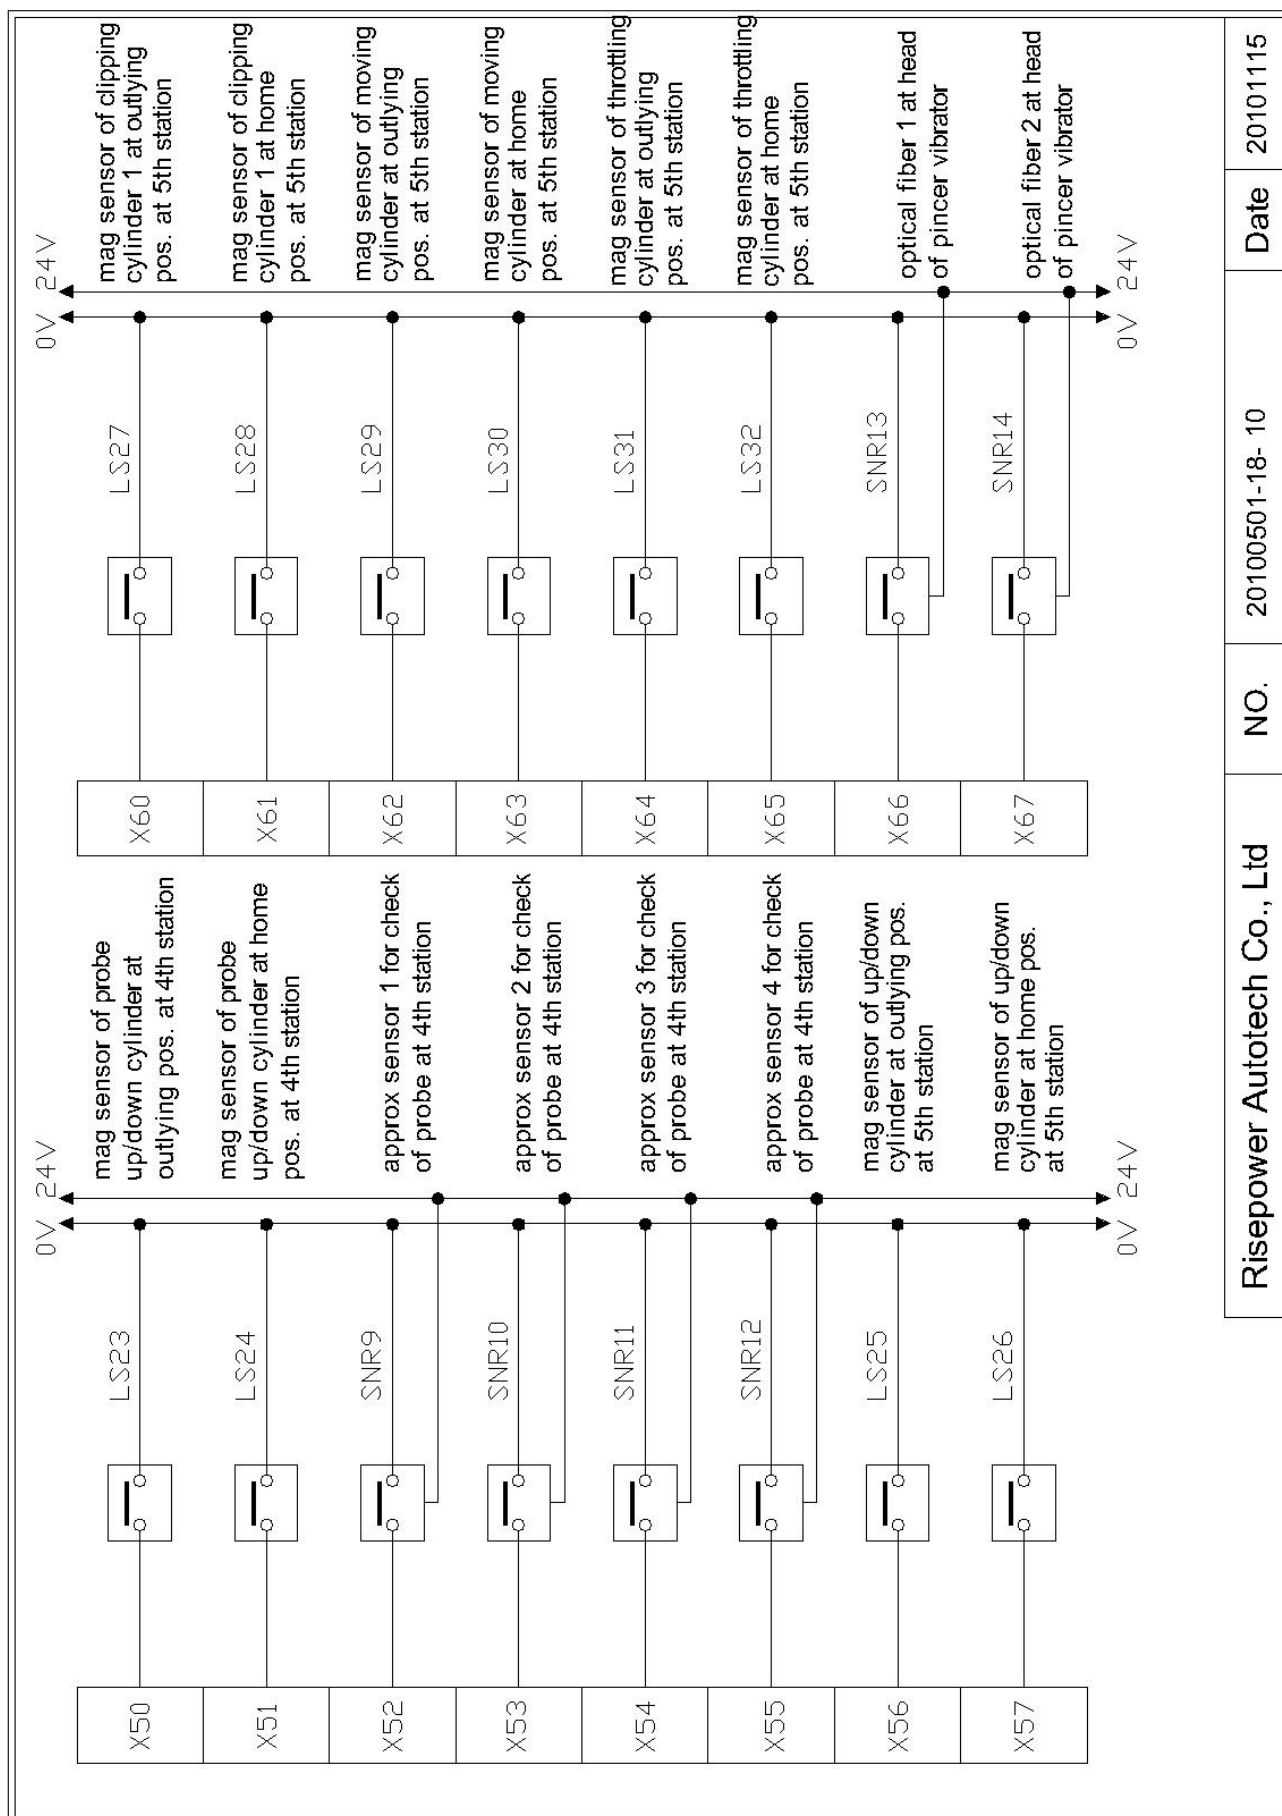 0V 24V
X50
LS23
mag sensor of probe
up/down cylinder at
outlying pos. at 4th station
X51
LS24
mag sensor of probe
up/down cylinder at home
pos. at 4th station
X52
SNR9
approx sensor 1 for check
of probe at 4th station
X53
SNR10
approx sensor 2 for check
of probe at 4th station
X54
SNR11
approx sensor 3 for check
of probe at 4th station
X55
SNR12
approx sensor 4 for check
of probe at 4th station
X56
LS25
mag sensor of up/down
cylinder at outlying pos.
at 5th station
X57
LS26
mag sensor of up/down
cylinder at home pos.
at 5th station
0V 24V
0V 24V
X60
LS27
mag sensor of clipping
cylinder 1 at outlying
pos. at 5th station
X61
LS28
mag sensor of clipping
cylinder 1 at home
pos. at 5th station
X62
LS29
mag sensor of moving
cylinder at outlying
pos. at 5th station
X63
LS30
mag sensor of moving
cylinder at home
pos. at 5th station
X64
LS31
mag sensor of throttling
cylinder at outlying
pos. at 5th station
X65
LS32
mag sensor of throttling
cylinder at home
pos. at 5th station
X66
SNR13
optical fiber 1 at head
of pincer vibrator
X67
SNR14
optical fiber 2 at head
of pincer vibrator
0V 24V
Risepower Autotech Co., Ltd NO. 20100501-18- 10 Date 20101115